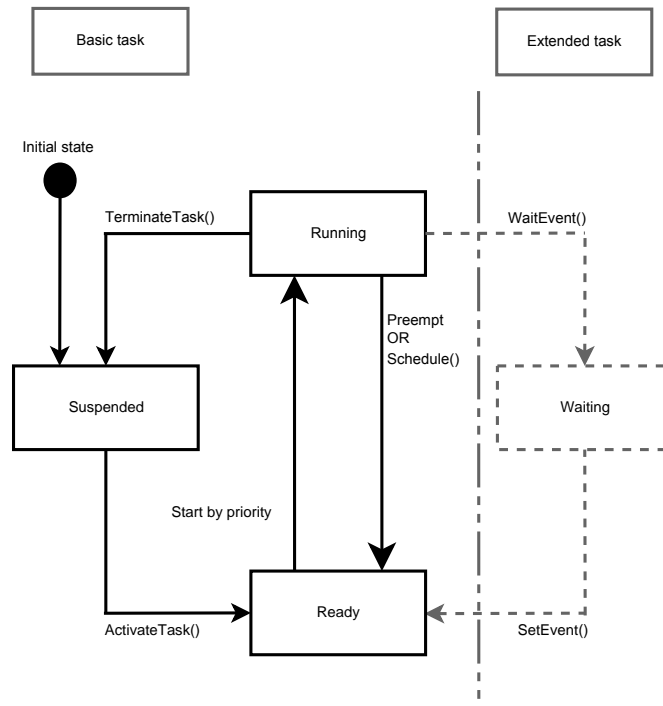 Basic task
Extended task
Initial state
TerminateTask()
Running
WaitEvent()
Preempt
OR
Schedule()
Suspended
Waiting
Start by priority
Ready
ActivateTask()
SetEvent()